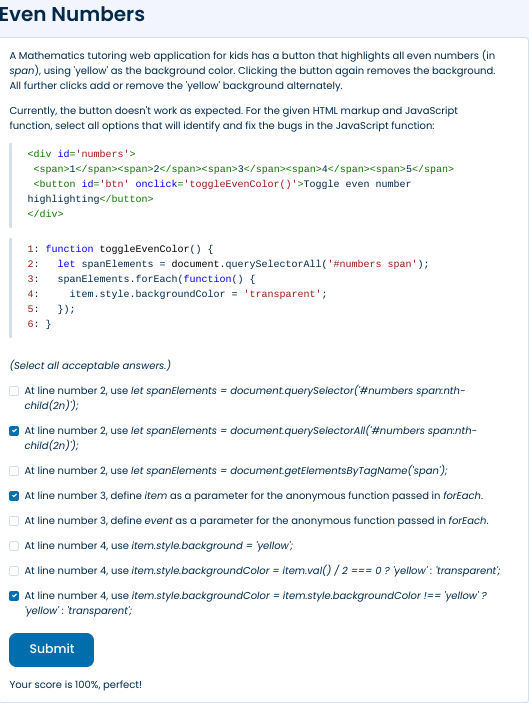 Even Numbers
A Mathematics tutoring web application for kids has a button that highlights all even numbers (in
span), using 'yellow' as the background color. Clicking the button again removes the background.
All further clicks add or remove the 'yellow' background alternately.
Currently, the button doesn't work as expected. For the given HTML markup and JavaScript
function, select all options that will identify and fix the bugs in the JavaScript function:
<div id='numbers'>
<span>1</span><span>2</span><span>3</span><span>4</span><span>5</span>
<button id='btn' onclick='toggleEvenColor()'>Toggle even number
highlighting</button>
</div>
1: function toggleEvenColor() {
2: let spanElements = document.querySelectorAll('#numbers span');
3: spanElements.forEach(function() {
4: item.style.backgroundColor = 'transparent';
5: });
6: }
(Select all acceptable answers.)
At line number 2, use let spanElements = document.querySelector('#numbers span:nth-
child(2n)');
At line number 2, use let spanElements = document.querySelectorAll('#numbers span:nth-
child(2n)');
At line number 2, use let spanElements = document.getElementsByTagName('span');
At line number 3, define item as a parameter for the anonymous function passed in forEach.
At line number 3, define event as a parameter for the anonymous function passed in forEach.
At line number 4, use item.style.background = 'yellow';
At line number 4, use item.style.backgroundColor = item.val() / 2 === 0 ? 'yellow' : 'transparent';
At line number 4, use item.style.backgroundColor = item.style.backgroundColor !== 'yellow' ?
'yellow' : 'transparent';
Submit
Your score is 100%, perfect!